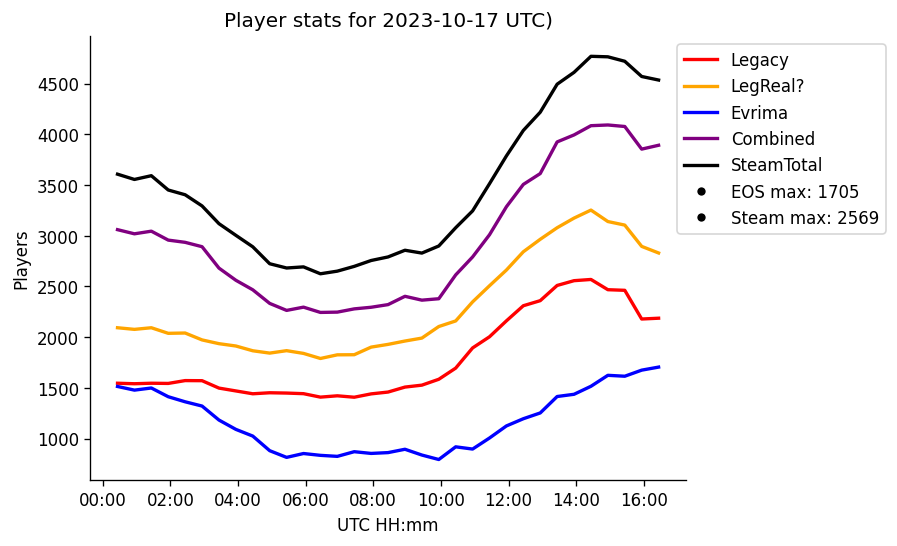 Player stats for 2023-10-17 UTC)
Legacy
LegReal?
Evrima
Combined
SteamTotal
EOS max: 1705
Steam max: 2569
Players
4500
4000
3500
3000
2500
2000
1500
1000
00:00 02:00 04:00 06:00 08:00 10:00 12:00 14:00 16:00
UTC HH:mm